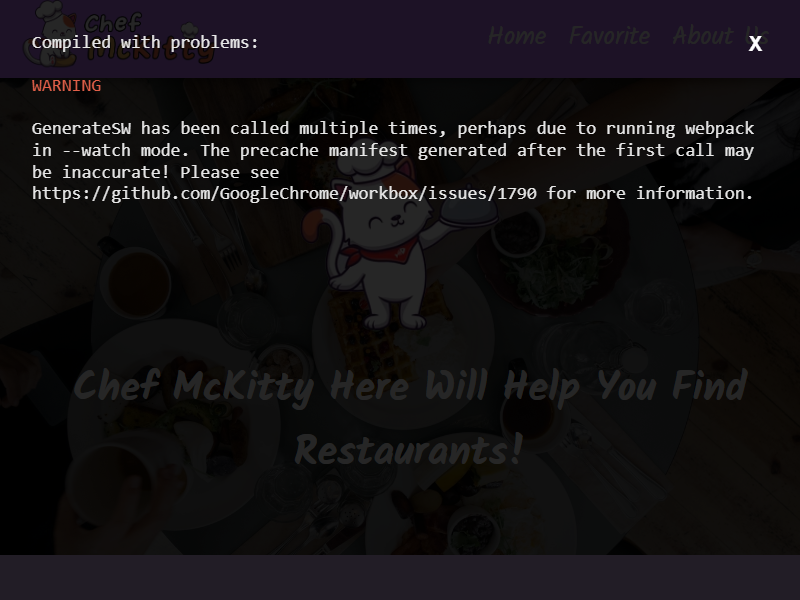 Chef
McKitty
Home Favorite About Us
Compiled with problems:
X
WARNING
GenerateSW has been called multiple times, perhaps due to running webpack
in --watch mode. The precache manifest generated after the first call may
be inaccurate! Please see
https://github.com/GoogleChrome/workbox/issues/1790 for more information.
Chef McKitty Here Will Help You Find
Restaurants!